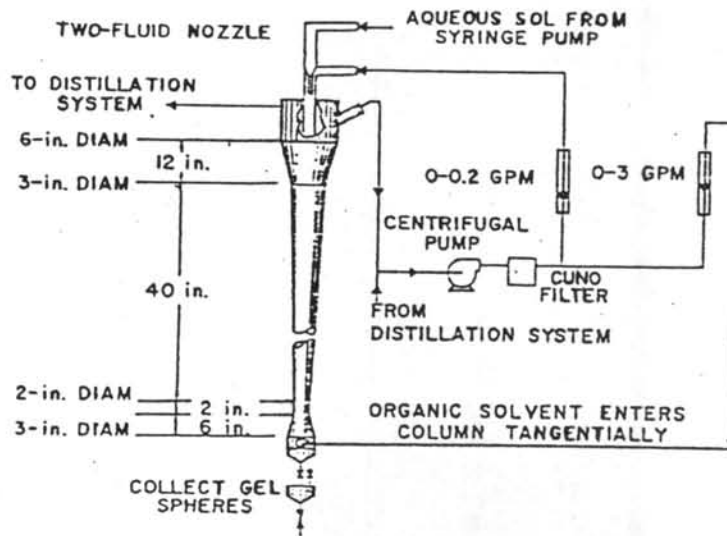 TWO-FLUID NOZZLE
AQUEOUS SOL FROM
SYRINGE PUMP
TO DISTILLATION
SYSTEM
6-in. DIAM
12 in.
3-in. DIAM
0-0.2 GPM
0-3 GPM
CENTRIFUGAL
PUMP
CUNO
FILTER
40 in.
FROM
DISTILLATION SYSTEM
2-in. DIAM
2 in.
3-in. DIAM
6 in.
ORGANIC SOLVENT ENTERS
COLUMN TANGENTIALLY
COLLECT GEL
SPHERES